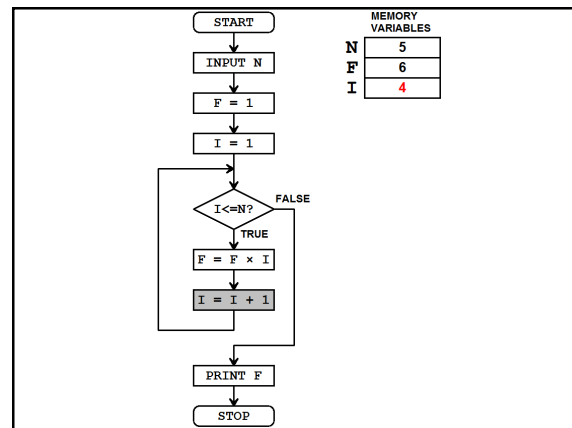 START
INPUT N
F = 1
I = 1
I<=N?
FALSE
TRUE
F = F × I
I = I + 1
PRINT F
STOP
MEMORY
VARIABLES
N 5
F 6
I 4